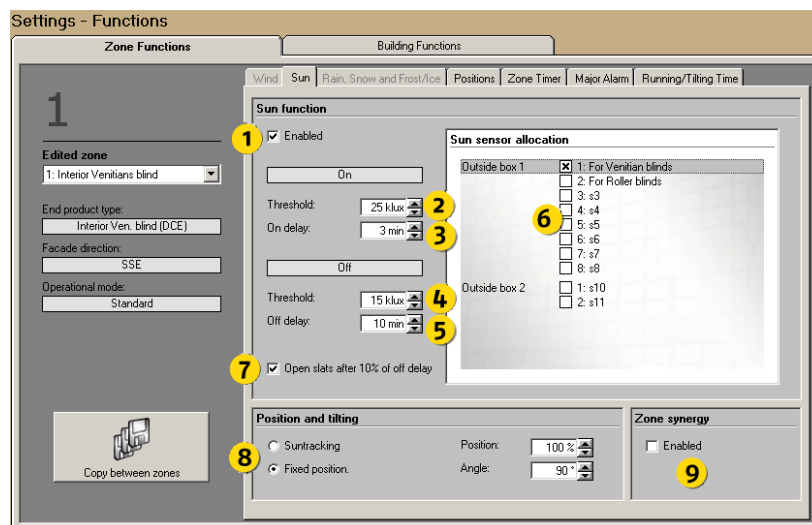 Settings - Functions
Zone Functions
Building Functions
Wind
Sun
Rain, Snow and Frost/Ice
Positions
Zone Timer
Major Alarm
Running/Tilting Time
1
Edited zone
1: Interior Venitians blind
End product type:
Interior Ven. blind (DCE)
Facade direction:
SSE
Operational mode:
Standard
Copy between zones
Sun function
1
Enabled
On
Threshold:
25 klux
2
On delay:
3 min
3
Off
Threshold:
15 klux
4
Off delay:
10 min
5
7
Open slats after 10% of off delay
Sun sensor allocation
Outside box 1
1: For Venitian blinds
2: For Roller blinds
3: s3
6
4: s4
5: s5
6: s6
7: s7
8: s8
Outside box 2
1: s10
2: s11
Position and tilting
8
Suntracking
Fixed position.
Position:
100 %
Angle:
90 °
Zone synergy
Enabled
9